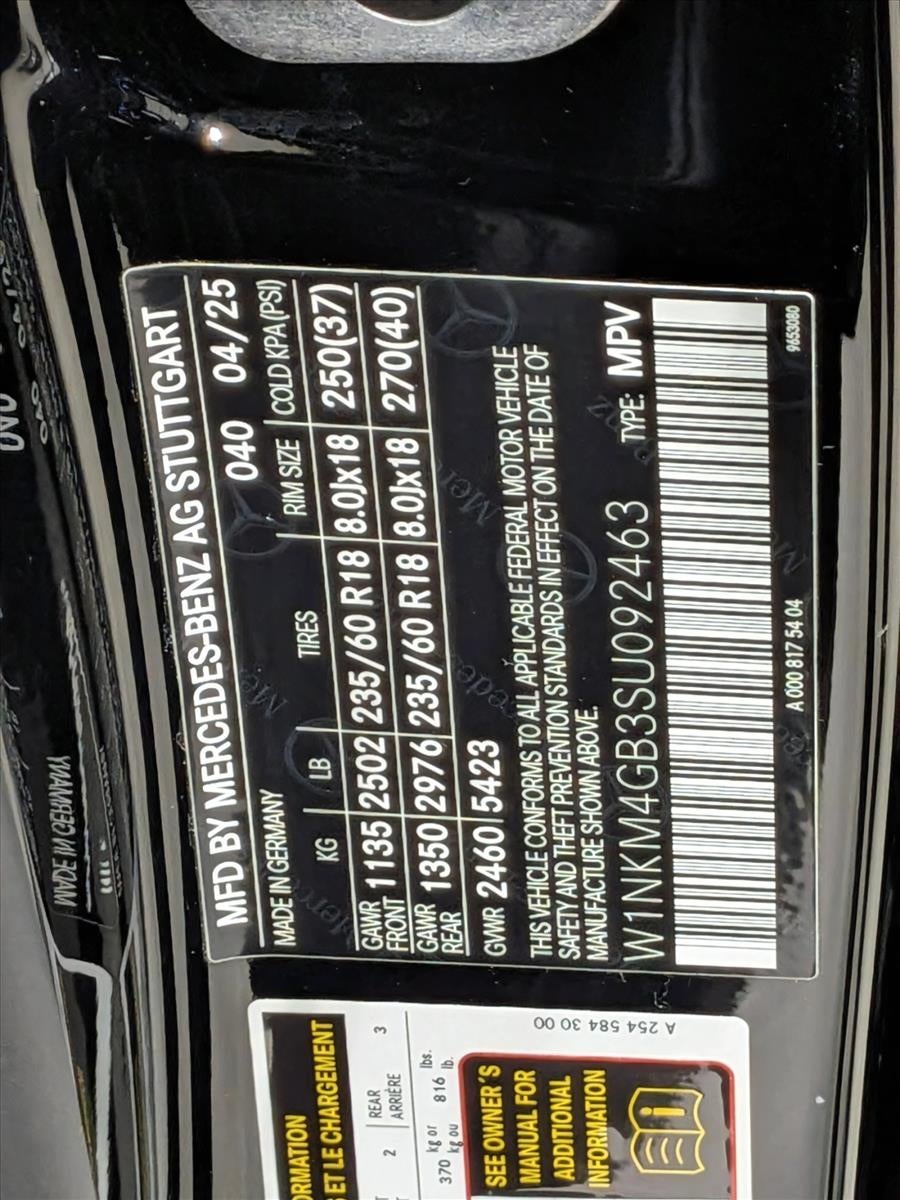 MFD BY MERCEDES-BENZ AG STUTTGART
040 04/25
MADE IN GERMANY
KG LB TIRES RIM SIZE COLD KPA(PSI)
GAWR FRONT 1135 2502 235/60 R18 8.0Jx18 250(37)
GAWR REAR 1350 2976 235/60 R18 8.0Jx18 270(40)
GVWR 2460 5423
THIS VEHICLE CONFORMS TO ALL APPLICABLE FEDERAL MOTOR VEHICLE
SAFETY AND THEFT PREVENTION STANDARDS IN EFFECT ON THE DATE OF
MANUFACTURE SHOWN ABOVE.
W1NKM4GB3SU092463 TYPE: MPV
A 000 817 54 04
9653080
ET LE CHARGEMENT
2 REAR 3
ARRIÈRE
370 kg or 816 lbs.
kg ou lb.
SEE OWNER'S
MANUAL FOR
ADDITIONAL
INFORMATION
A 254 584 30 00
MADE IN GERMANY